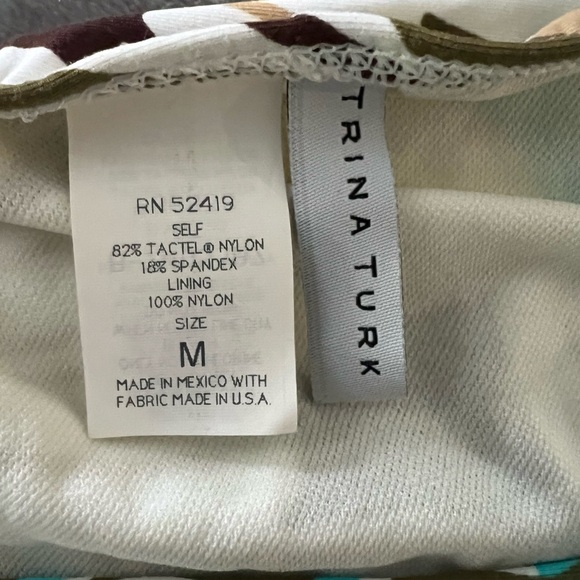 RN 52419
SELF
82% TACTEL® NYLON
18% SPANDEX
LINING
100% NYLON
SIZE
M
MADE IN MEXICO WITH
FABRIC MADE IN U.S.A.
TRINA TURK